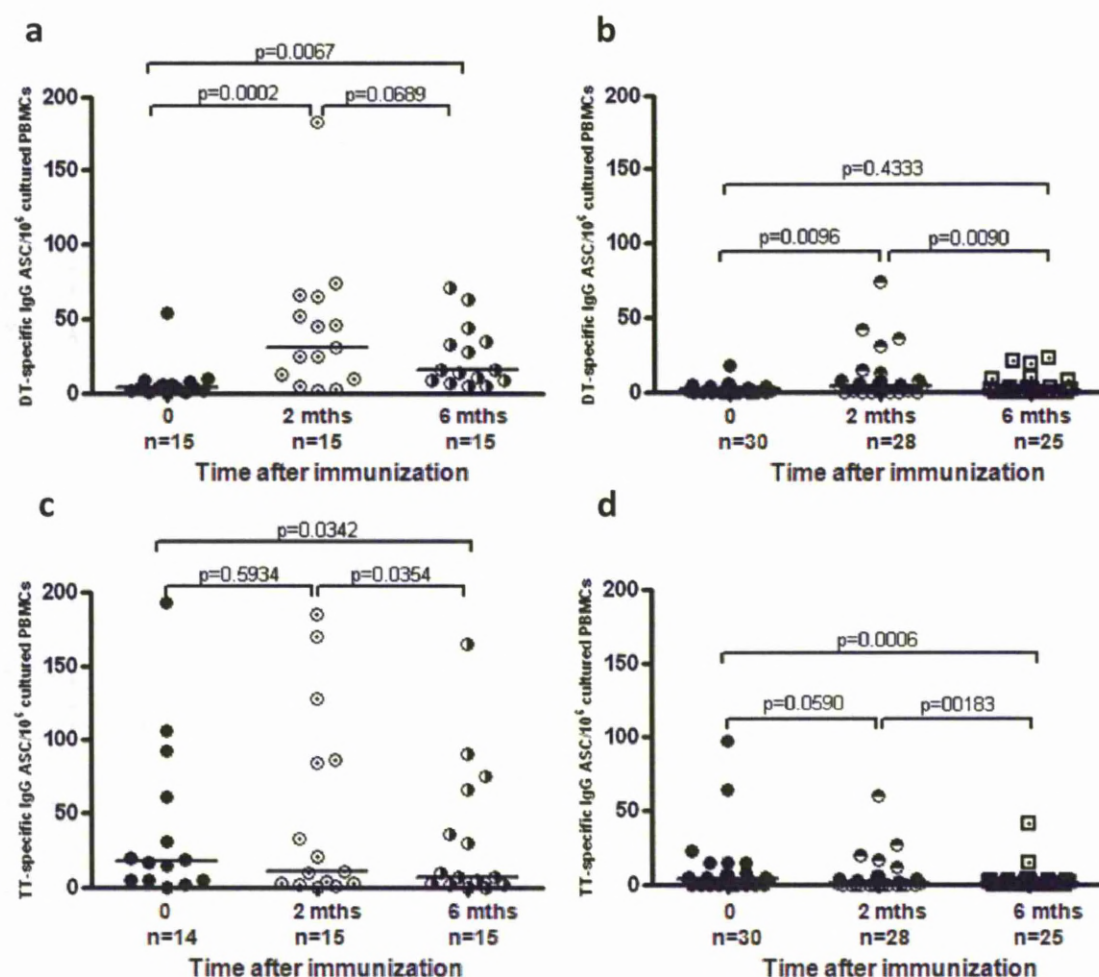 a
p=0.0067
p=0.0002
p=0.0689
DT-specific IgG ASC/10⁶ cultured PBMCs
200
150
100
50
0
0
2 mths
6 mths
n=15
n=15
n=15
Time after immunization
b
p=0.4333
p=0.0096
p=0.0090
DT-specific IgG ASC/10⁶ cultured PBMCs
200
150
100
50
0
0
2 mths
6 mths
n=30
n=28
n=25
Time after immunization
c
p=0.0342
p=0.5934
p=0.0354
TT-specific IgG ASC/10⁶ cultured PBMCs
200
150
100
50
0
0
2 mths
6 mths
n=14
n=15
n=15
Time after immunization
d
p=0.0006
p=0.0590
p=00183
TT-specific IgG ASC/10⁶ cultured PBMCs
200
150
100
50
0
0
2 mths
6 mths
n=30
n=28
n=25
Time after immunization